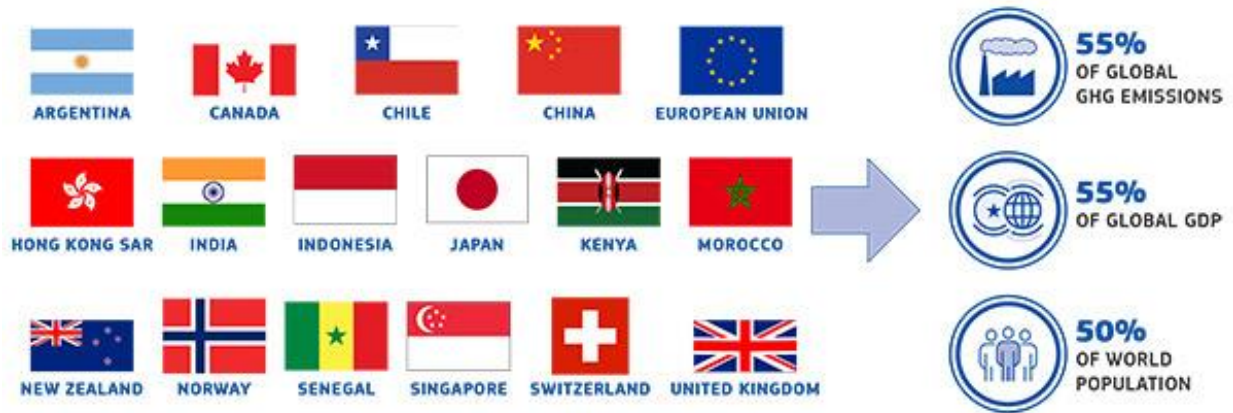 ARGENTINA
CANADA
CHILE
CHINA
EUROPEAN UNION
HONG KONG SAR
INDIA
INDONESIA
JAPAN
KENYA
MOROCCO
NEW ZEALAND
NORWAY
SENEGAL
SINGAPORE
SWITZERLAND
UNITED KINGDOM
55%
OF GLOBAL
GHG EMISSIONS
55%
OF GLOBAL GDP
50%
OF WORLD
POPULATION